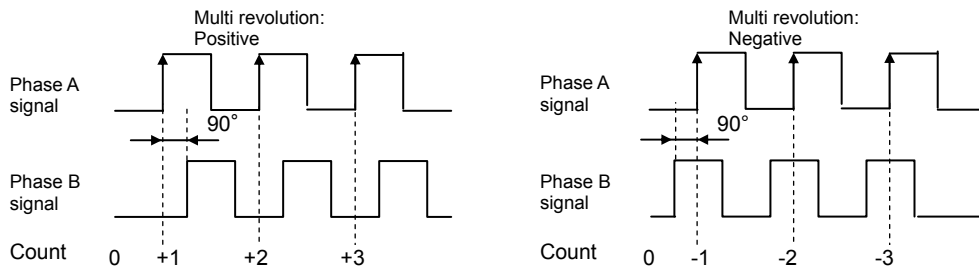 Multi revolution:
Positive
Phase A
signal
90°
Phase B
signal
Count 0 +1 +2 +3
Multi revolution:
Negative
Phase A
signal
90°
Phase B
signal
Count 0 -1 -2 -3